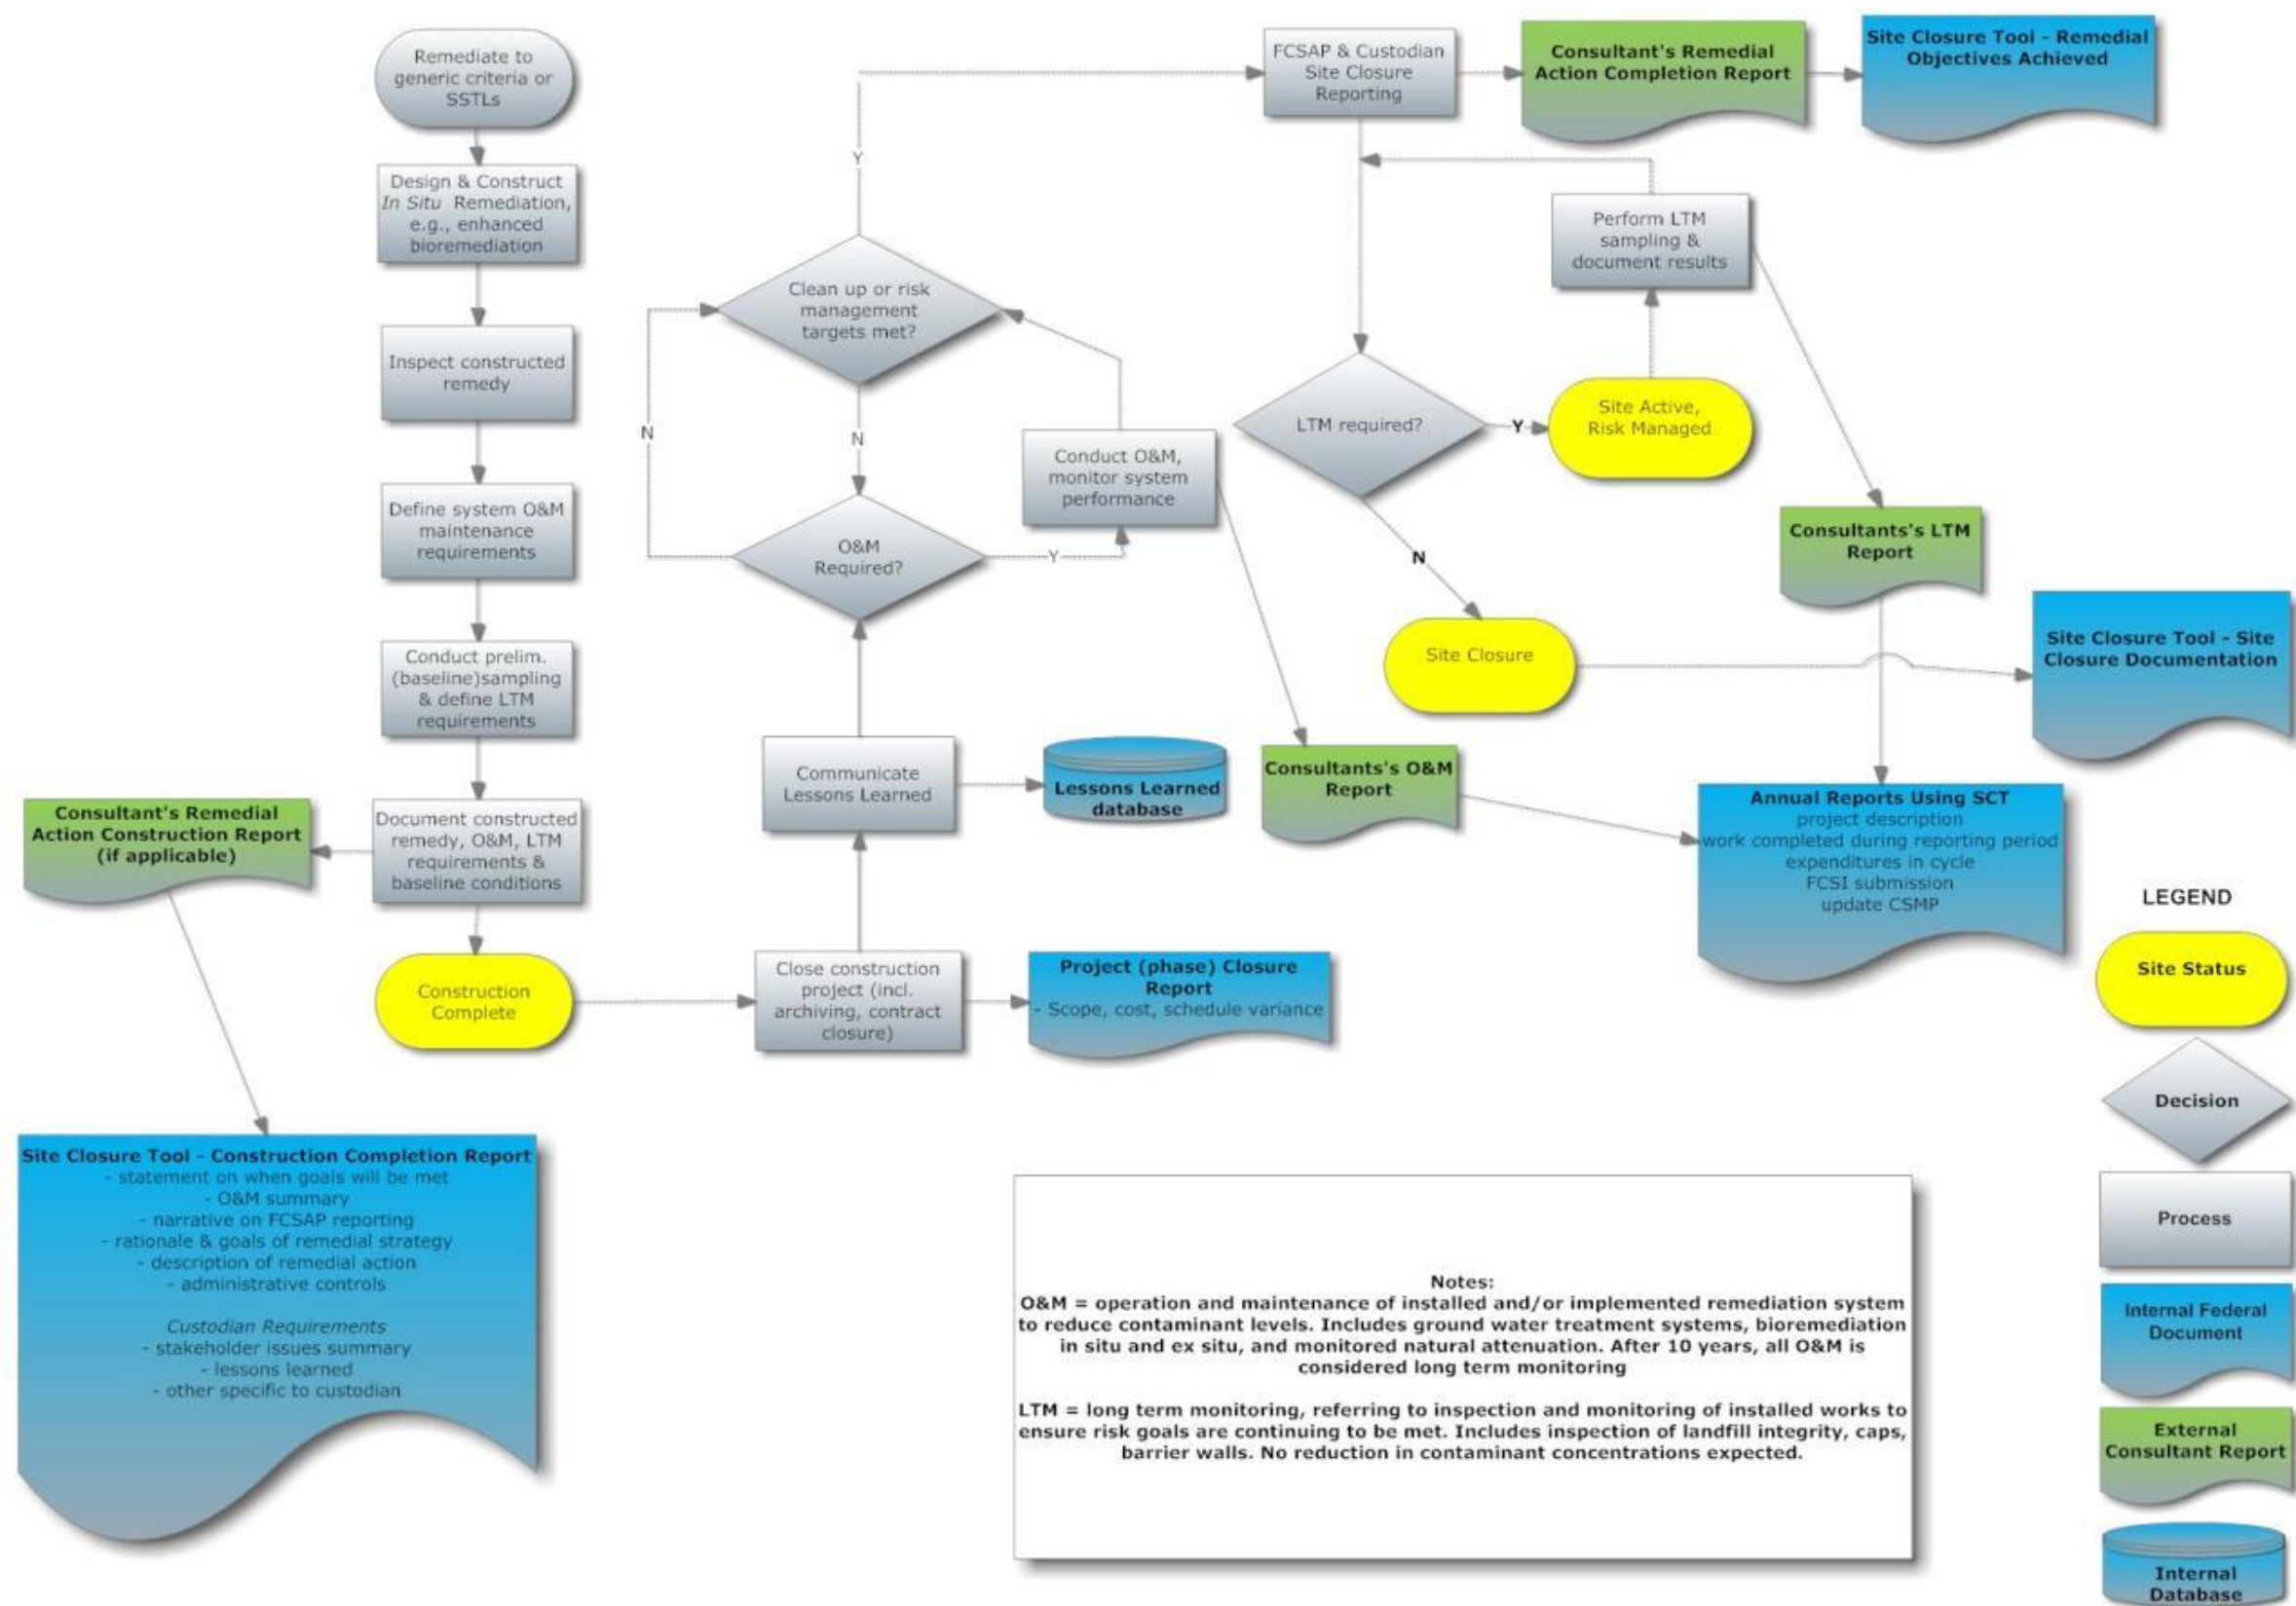 Remediate to
generic criteria or
SSTLs
Design & Construct
In Situ Remediation,
e.g., enhanced
bioremediation
Inspect constructed
remedy
Define system O&M
maintenance
requirements
Conduct prelim.
(baseline)sampling
& define LTM
requirements
Document constructed
remedy, O&M, LTM
requirements &
baseline conditions
Consultant's Remedial
Action Construction Report
(if applicable)
Construction
Complete
Site Closure Tool - Construction Completion Report
- statement on when goals will be met
- O&M summary
- narrative on FCSAP reporting
- rationale & goals of remedial strategy
- description of remedial action
- administrative controls
Custodian Requirements
- stakeholder issues summary
- lessons learned
- other specific to custodian
Close construction
project (incl.
archiving, contract
closure)
Project (phase) Closure
Report
- Scope, cost, schedule variance
Communicate
Lessons Learned
Lessons Learned
database
O&M
Required?
N
Y
N
Conduct O&M,
monitor system
performance
Clean up or risk
management
targets met?
Y
Consultants's O&M
Report
FCSAP & Custodian
Site Closure
Reporting
Consultant's Remedial
Action Completion Report
Site Closure Tool - Remedial
Objectives Achieved
LTM required?
Y
N
Site Active,
Risk Managed
Perform LTM
sampling &
document results
Consultants's LTM
Report
Site Closure
Site Closure Tool - Site
Closure Documentation
Annual Reports Using SCT
project description
work completed during reporting period
expenditures in cycle
FCSI submission
update CSMP
LEGEND
Site Status
Decision
Process
Internal Federal
Document
External
Consultant Report
Internal
Database
Notes:
O&M = operation and maintenance of installed and/or implemented remediation system
to reduce contaminant levels. Includes ground water treatment systems, bioremediation
in situ and ex situ, and monitored natural attenuation. After 10 years, all O&M is
considered long term monitoring
LTM = long term monitoring, referring to inspection and monitoring of installed works to
ensure risk goals are continuing to be met. Includes inspection of landfill integrity, caps,
barrier walls. No reduction in contaminant concentrations expected.